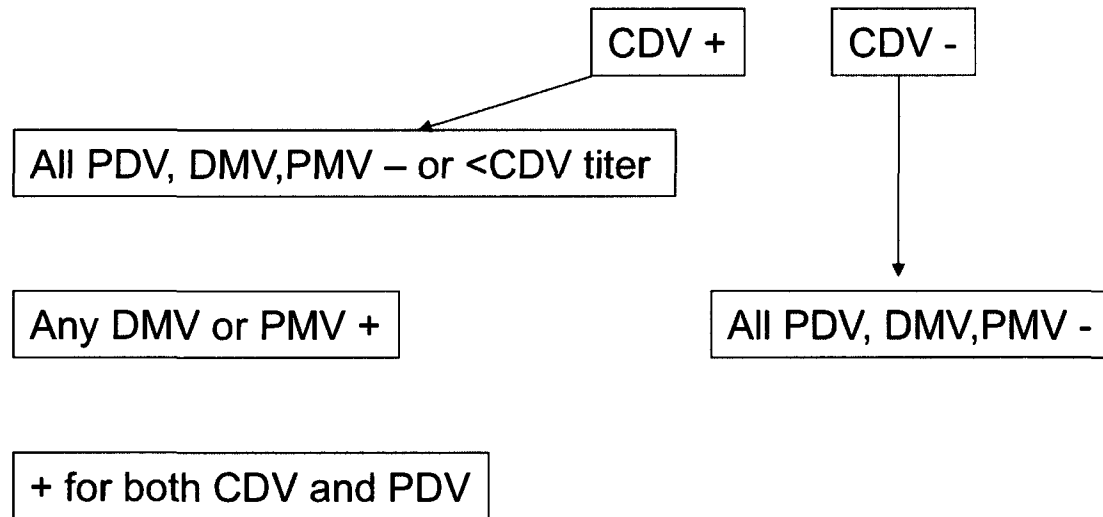 CDV +
CDV -
All PDV, DMV,PMV – or <CDV titer
Any DMV or PMV +
All PDV, DMV,PMV -
+ for both CDV and PDV